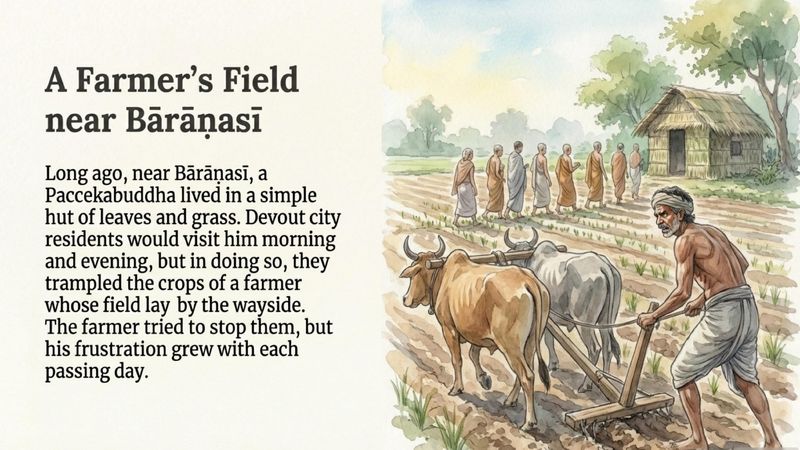 A Farmer’s Field
near Bārāṇasī
Long ago, near Bārāṇasī, a
Paccekabuddha lived in a simple
hut of leaves and grass. Devout city
residents would visit him morning
and evening, but in doing so, they
trampled the crops of a farmer
whose field lay by the wayside.
The farmer tried to stop them, but
his frustration grew with each
passing day.